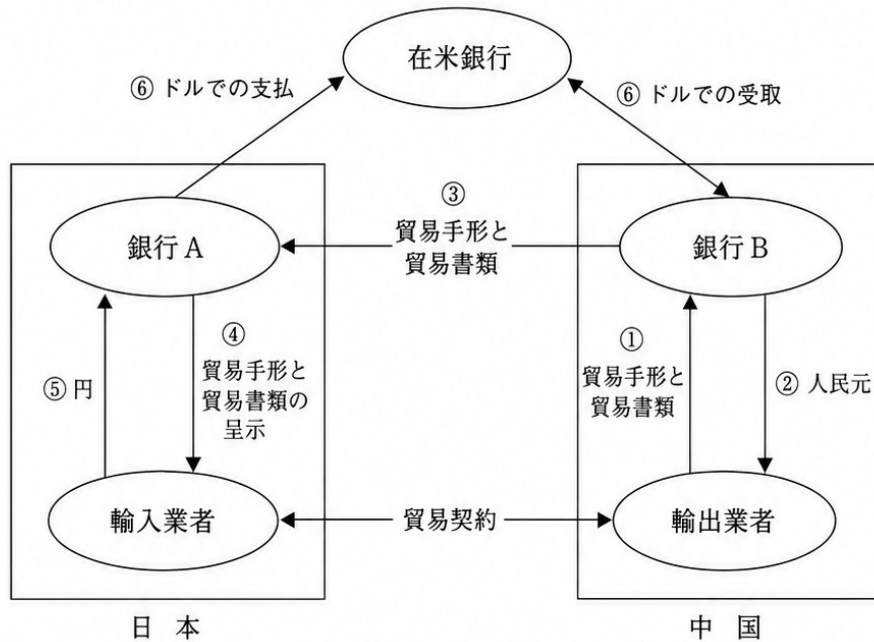 在米銀行
⑥ ドルでの支払
⑥ ドルでの受取
③
貿易手形と
貿易書類
銀行A
銀行B
④
貿易手形と
貿易書類の
呈示
⑤ 円
①
貿易手形と
貿易書類
② 人民元
輸入業者
貿易契約
輸出業者
日 本
中 国